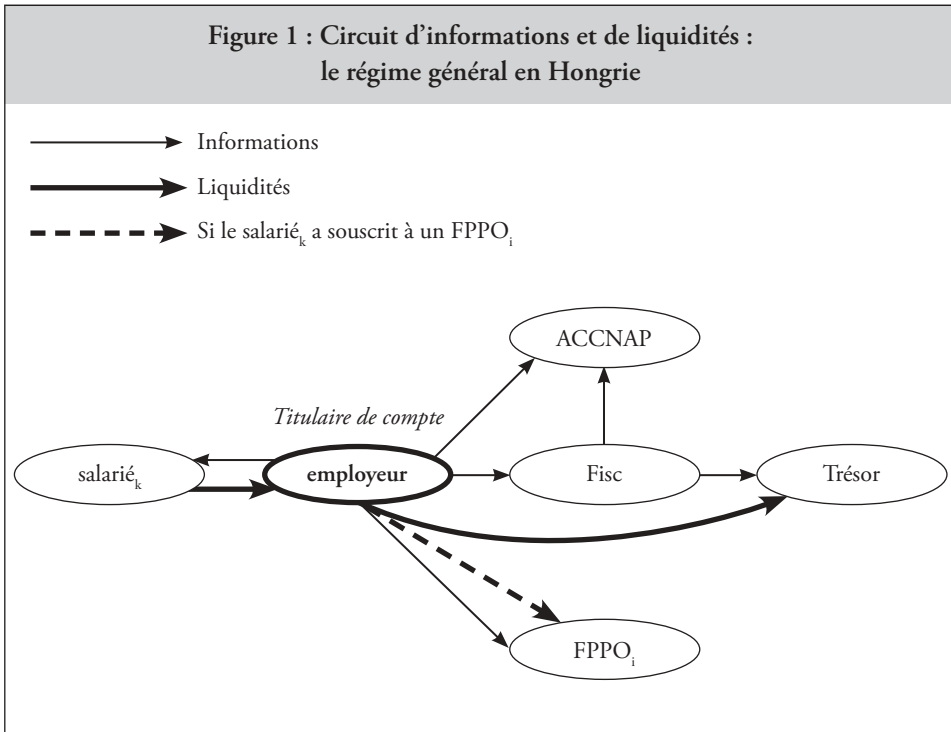 Figure 1 : Circuit d’informations et de liquidités :
le régime général en Hongrie
Informations
Liquidités
Si le salariéₖ a souscrit à un FPPOᵢ
ACCNAP
Titulaire de compte
salariéₖ
employeur
Fisc
Trésor
FPPOᵢ